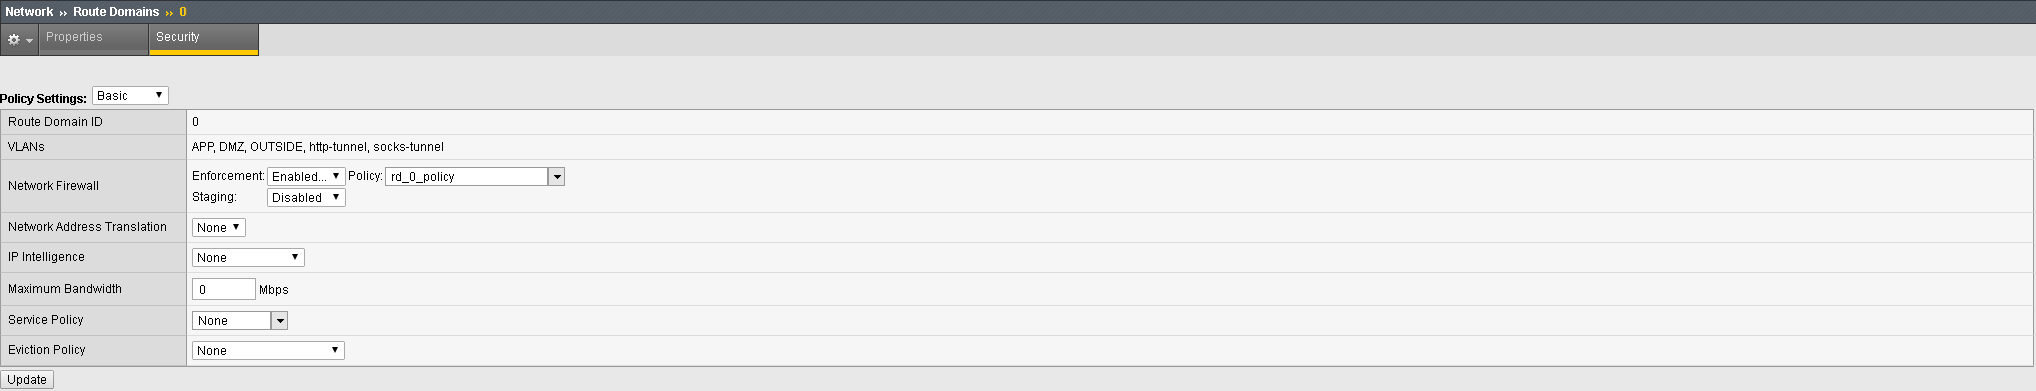 Network ›› Route Domains ›› 0
Properties
Security
Policy Settings: Basic
Route Domain ID 0
VLANs APP, DMZ, OUTSIDE, http-tunnel, socks-tunnel
Network Firewall Enforcement: Enabled... Policy: rd_0_policy
Staging: Disabled
Network Address Translation None
IP Intelligence None
Maximum Bandwidth 0 Mbps
Service Policy None
Eviction Policy None
Update